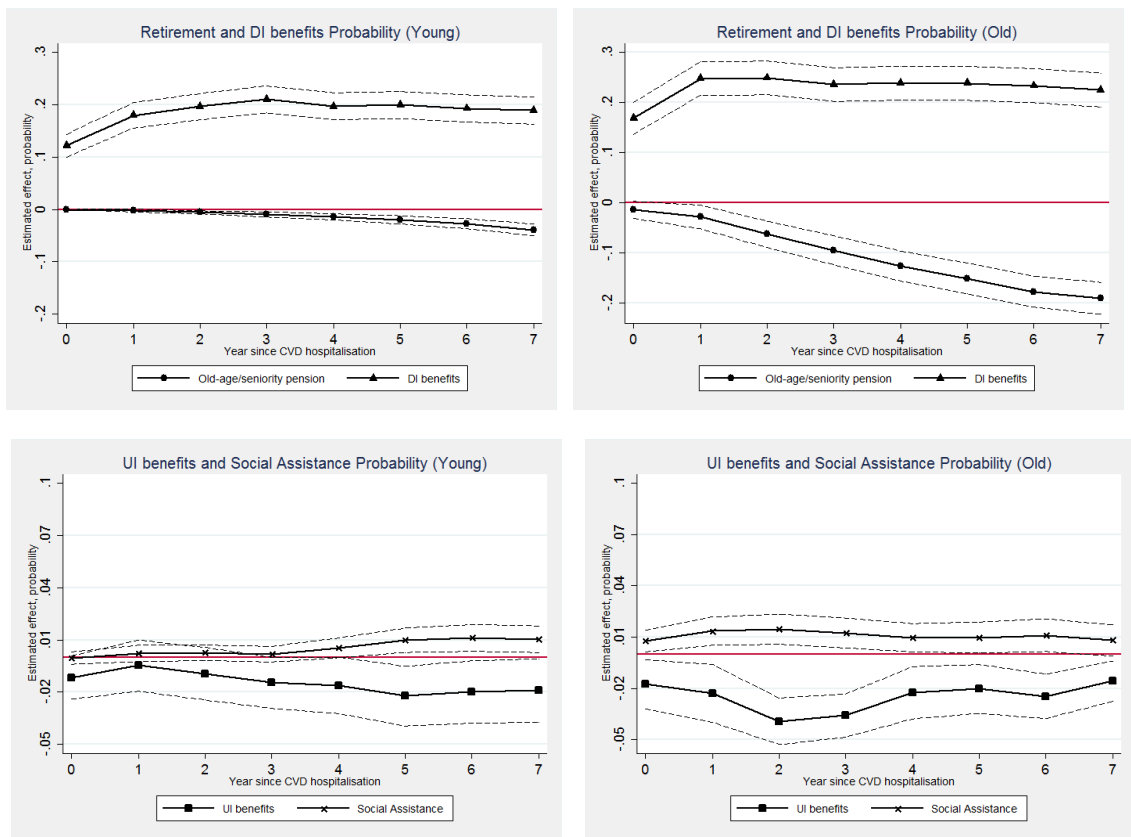 Retirement and DI benefits Probability (Young)
Estimated effect, probability
.3
.2
.1
0
-.1
-.2
0 1 2 3 4 5 6 7
Year since CVD hospitalisation
Old-age/seniority pension DI benefits
Retirement and DI benefits Probability (Old)
Estimated effect, probability
.3
.2
.1
0
-.1
-.2
0 1 2 3 4 5 6 7
Year since CVD hospitalisation
Old-age/seniority pension DI benefits
UI benefits and Social Assistance Probability (Young)
Estimated effect, probability
.1
.07
.04
.01
-.02
-.05
0 1 2 3 4 5 6 7
Year since CVD hospitalisation
UI benefits Social Assistance
UI benefits and Social Assistance Probability (Old)
Estimated effect, probability
.1
.07
.04
.01
-.02
-.05
0 1 2 3 4 5 6 7
Year since CVD hospitalisation
UI benefits Social Assistance